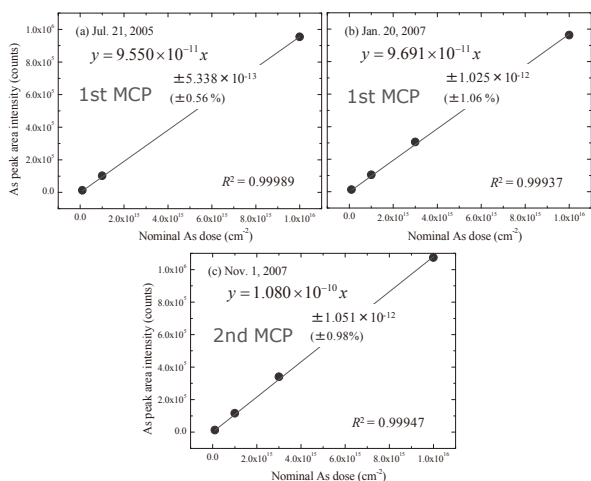 (a) Jul. 21, 2005
y = 9.550×10⁻¹¹ x
±5.338×10⁻¹³
(±0.56%)
1st MCP
R² = 0.99989
As peak area intensity (counts)
1.0x10⁶
8.0x10⁵
6.0x10⁵
4.0x10⁵
2.0x10⁵
0.0
0.0 2.0x10¹⁵ 4.0x10¹⁵ 6.0x10¹⁵ 8.0x10¹⁵ 1.0x10¹⁶
Nominal As dose (cm⁻²)
(b) Jan. 20, 2007
y = 9.691×10⁻¹¹ x
±1.025×10⁻¹²
(±1.06 %)
1st MCP
R² = 0.99937
0.0 2.0x10¹⁵ 4.0x10¹⁵ 6.0x10¹⁵ 8.0x10¹⁵ 1.0x10¹⁶
Nominal As dose (cm⁻²)
(c) Nov. 1, 2007
y = 1.080×10⁻¹⁰ x
±1.051×10⁻¹²
(±0.98%)
2nd MCP
R² = 0.99947
As peak area intensity (counts)
1.0x10⁶
8.0x10⁵
6.0x10⁵
4.0x10⁵
2.0x10⁵
0.0
0.0 2.0x10¹⁵ 4.0x10¹⁵ 6.0x10¹⁵ 8.0x10¹⁵ 1.0x10¹⁶
Nominal As dose (cm⁻²)